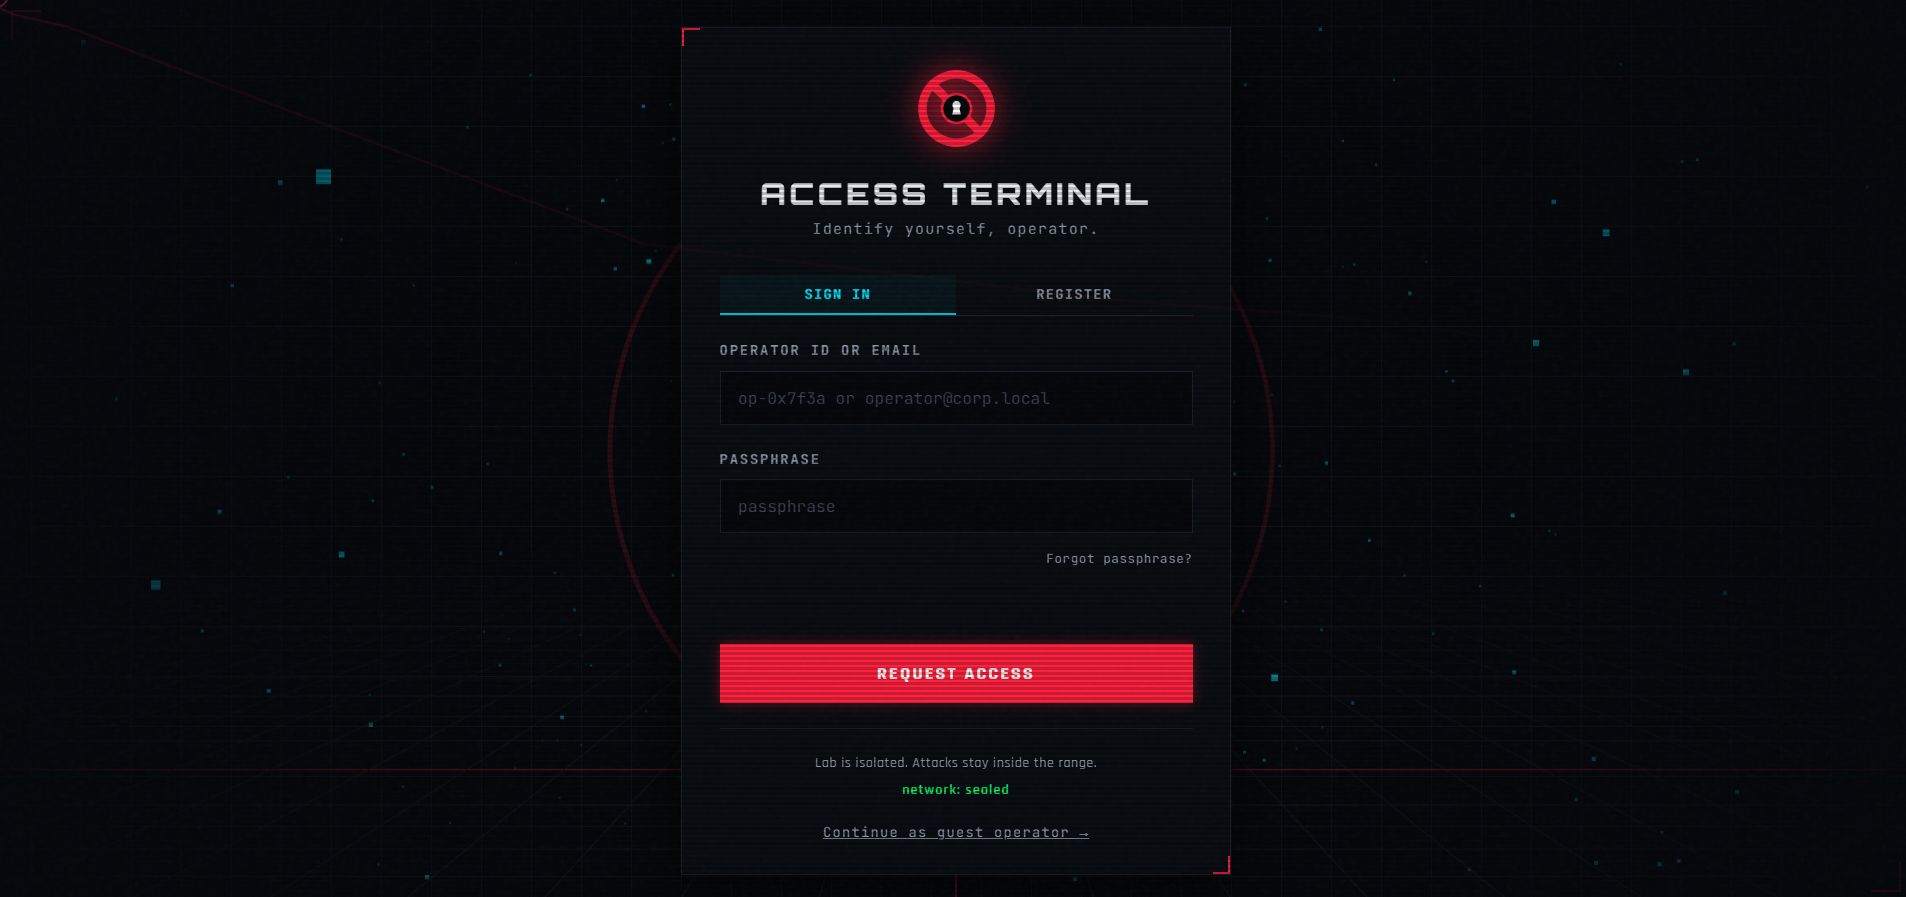 ACCESS TERMINAL
Identify yourself, operator.
SIGN IN
REGISTER
OPERATOR ID OR EMAIL
op-0x7f3a or operator@corp.local
PASSPHRASE
passphrase
Forgot passphrase?
REQUEST ACCESS
Lab is isolated. Attacks stay inside the range.
network: sealed
Continue as guest operator →